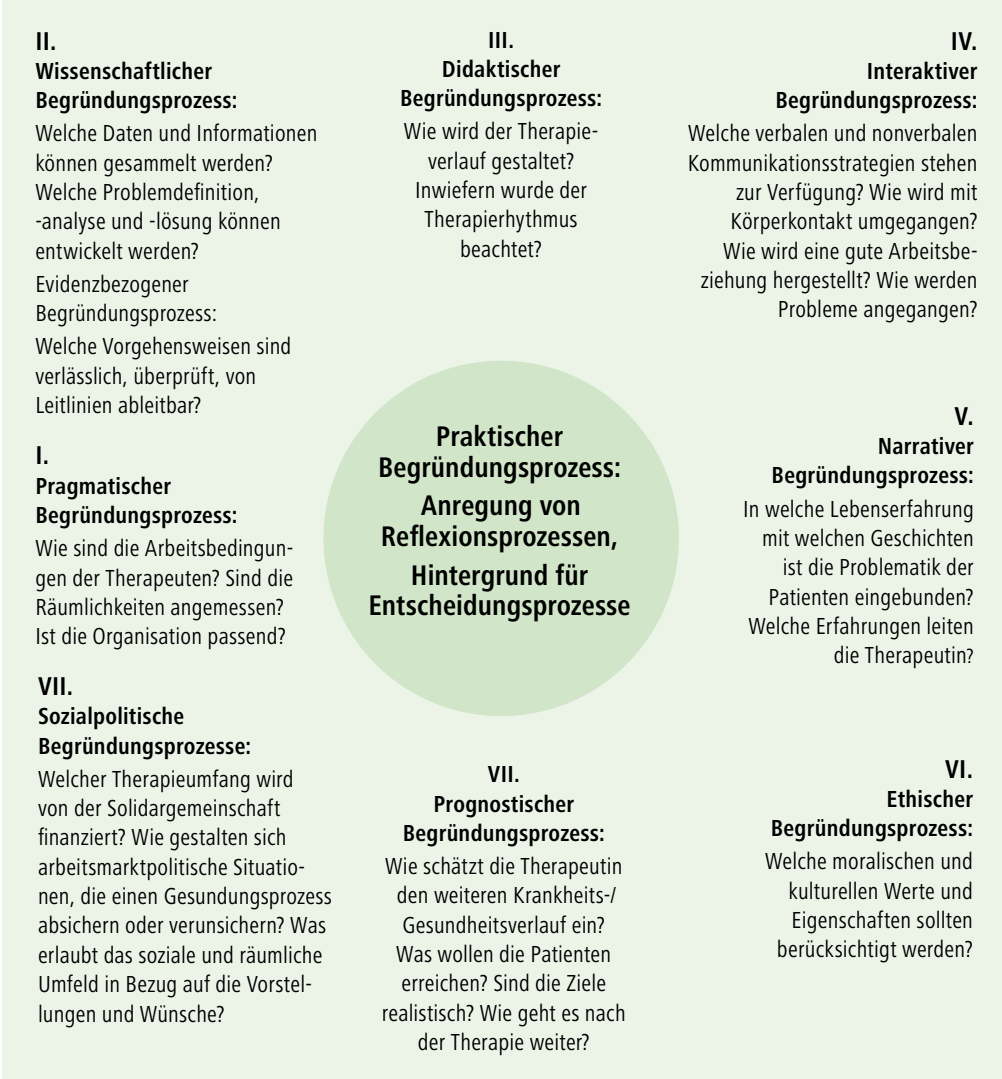 II.
Wissenschaftlicher
Begründungsprozess:
Welche Daten und Informationen
können gesammelt werden?
Welche Problemdefinition,
-analyse und -lösung können
entwickelt werden?
Evidenzbezogener
Begründungsprozess:
Welche Vorgehensweisen sind
verlässlich, überprüft, von
Leitlinien ableitbar?
III.
Didaktischer
Begründungsprozess:
Wie wird der Therapie-
verlauf gestaltet?
Inwiefern wurde der
Therapierhythmus
beachtet?
IV.
Interaktiver
Begründungsprozess:
Welche verbalen und nonverbalen
Kommunikationsstrategien stehen
zur Verfügung? Wie wird mit
Körperkontakt umgegangen?
Wie wird eine gute Arbeitsbe-
ziehung hergestellt? Wie werden
Probleme angegangen?
I.
Pragmatischer
Begründungsprozess:
Wie sind die Arbeitsbedingun-
gen der Therapeuten? Sind die
Räumlichkeiten angemessen?
Ist die Organisation passend?
Praktischer
Begründungsprozess:
Anregung von
Reflexionsprozessen,
Hintergrund für
Entscheidungsprozesse
V.
Narrativer
Begründungsprozess:
In welche Lebenserfahrung
mit welchen Geschichten
ist die Problematik der
Patienten eingebunden?
Welche Erfahrungen leiten
die Therapeutin?
VII.
Sozialpolitische
Begründungsprozesse:
Welcher Therapieumfang wird
von der Solidargemeinschaft
finanziert? Wie gestalten sich
arbeitsmarktpolitische Situatio-
nen, die einen Gesundungsprozess
absichern oder verunsichern? Was
erlaubt das soziale und räumliche
Umfeld in Bezug auf die Vorstel-
lungen und Wünsche?
VII.
Prognostischer
Begründungsprozess:
Wie schätzt die Therapeutin
den weiteren Krankheits-/
Gesundheitsverlauf ein?
Was wollen die Patienten
erreichen? Sind die Ziele
realistisch? Wie geht es nach
der Therapie weiter?
VI.
Ethischer
Begründungsprozess:
Welche moralischen und
kulturellen Werte und
Eigenschaften sollten
berücksichtigt werden?